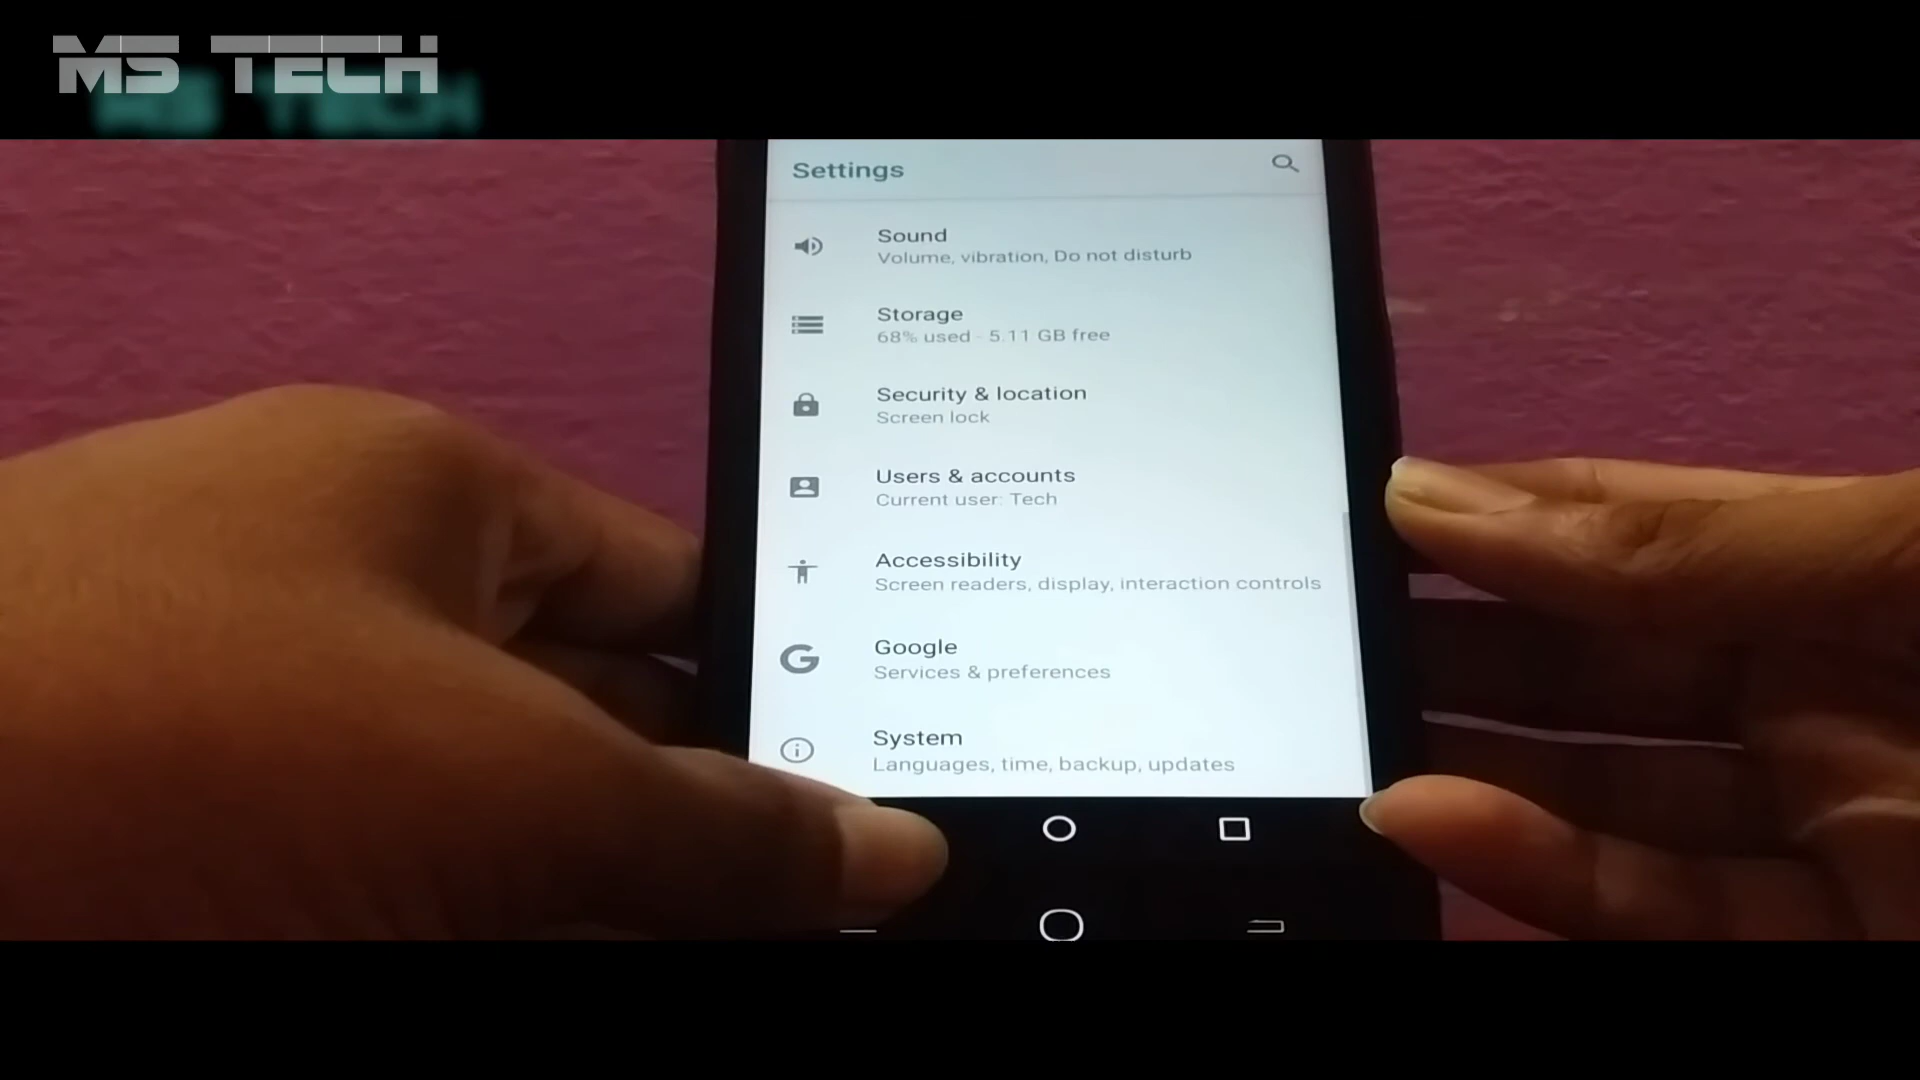 MS TECH
MS TECH
Settings
Sound
Volume, vibration, Do not disturb
Storage
68% used - 5.11 GB free
Security & location
Screen lock
Users & accounts
Current user: Tech
Accessibility
Screen readers, display, interaction controls
Google
Services & preferences
System
Languages, time, backup, updates